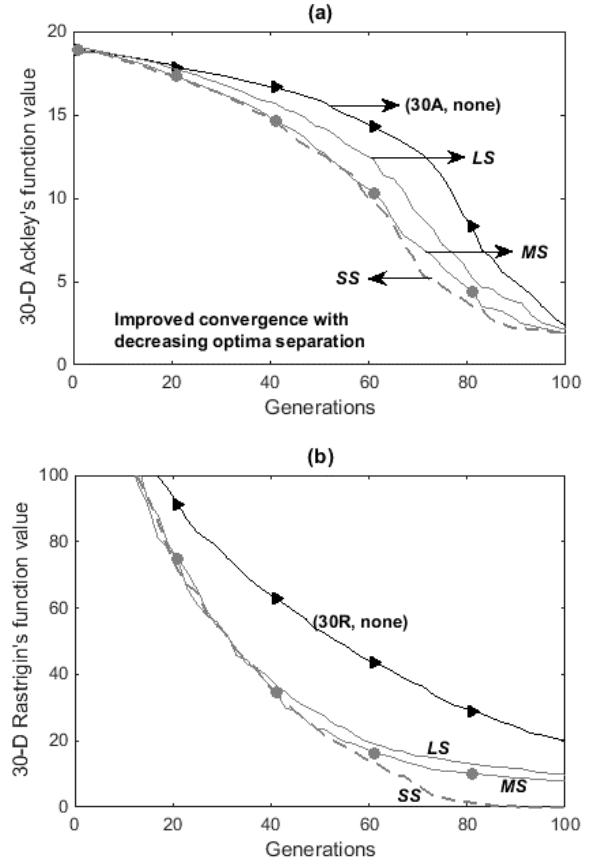 (a)
20
15
10
5
0
30-D Ackley's function value
(30A, none)
LS
MS
SS
Improved convergence with
decreasing optima separation
0 20 40 60 80 100
Generations
(b)
100
80
60
40
20
0
30-D Rastrigin's function value
(30R, none)
LS
MS
SS
0 20 40 60 80 100
Generations